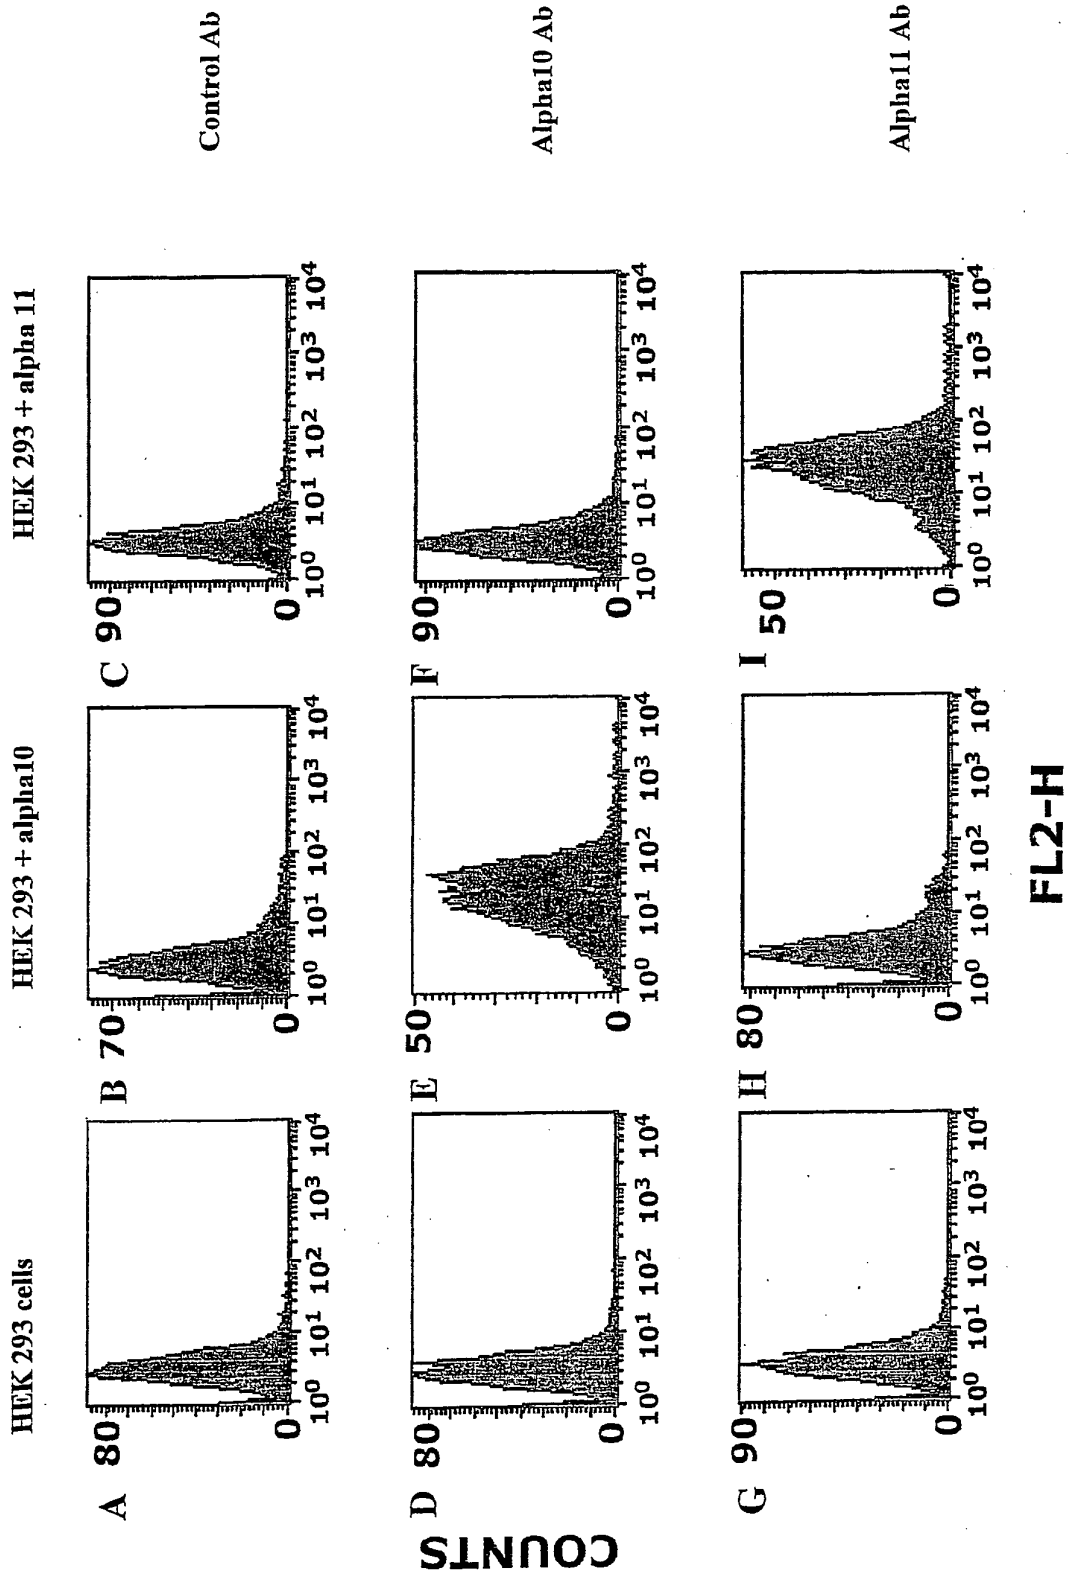 HEK 293 cells
HEK 293 + alpha10
HEK 293 + alpha 11
A
80
0
10⁰ 10¹ 10² 10³ 10⁴
B
70
0
10⁰ 10¹ 10² 10³ 10⁴
C
90
0
10⁰ 10¹ 10² 10³ 10⁴
Control Ab
D
80
0
10⁰ 10¹ 10² 10³ 10⁴
E
50
0
10⁰ 10¹ 10² 10³ 10⁴
F
90
0
10⁰ 10¹ 10² 10³ 10⁴
Alpha10 Ab
G
90
0
10⁰ 10¹ 10² 10³ 10⁴
H
80
0
10⁰ 10¹ 10² 10³ 10⁴
I
50
0
10⁰ 10¹ 10² 10³ 10⁴
Alpha11 Ab
COUNTS
FL2-H